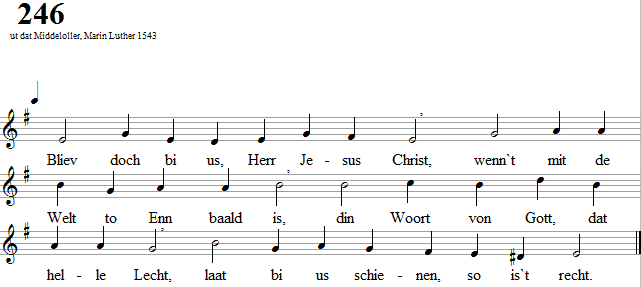 246
ut dat Middeloller, Marin Luther 1543
Bliev doch bi us, Herr Je - sus Christ, wenn`t mit de
Welt to Enn baald is, din Woort von Gott, dat
hel - le Lecht, laat bi us schie - nen, so is`t recht.